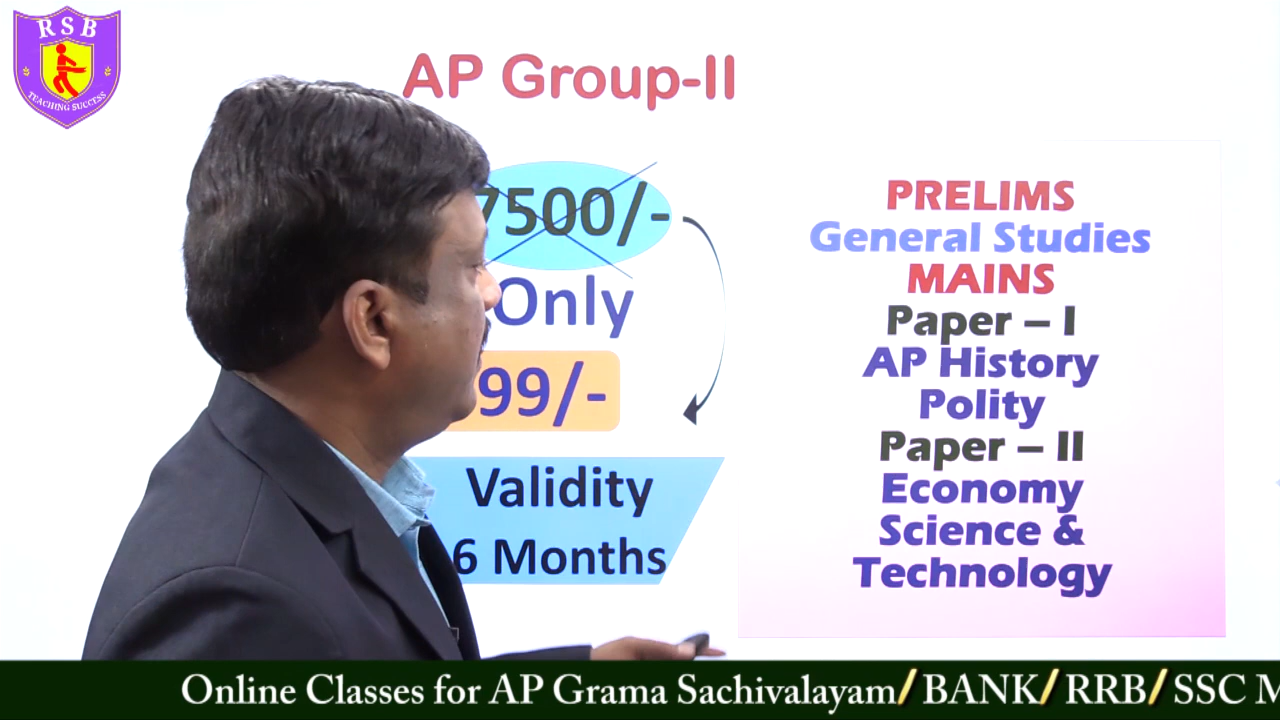 RSB
TEACHING SUCCESS
AP Group-II
7500/-
Only
99/-
Validity
6 Months
PRELIMS
General Studies
MAINS
Paper – I
AP History
Polity
Paper – II
Economy
Science &
Technology
Online Classes for AP Grama Sachivalayam/BANK/RRB/SSC M